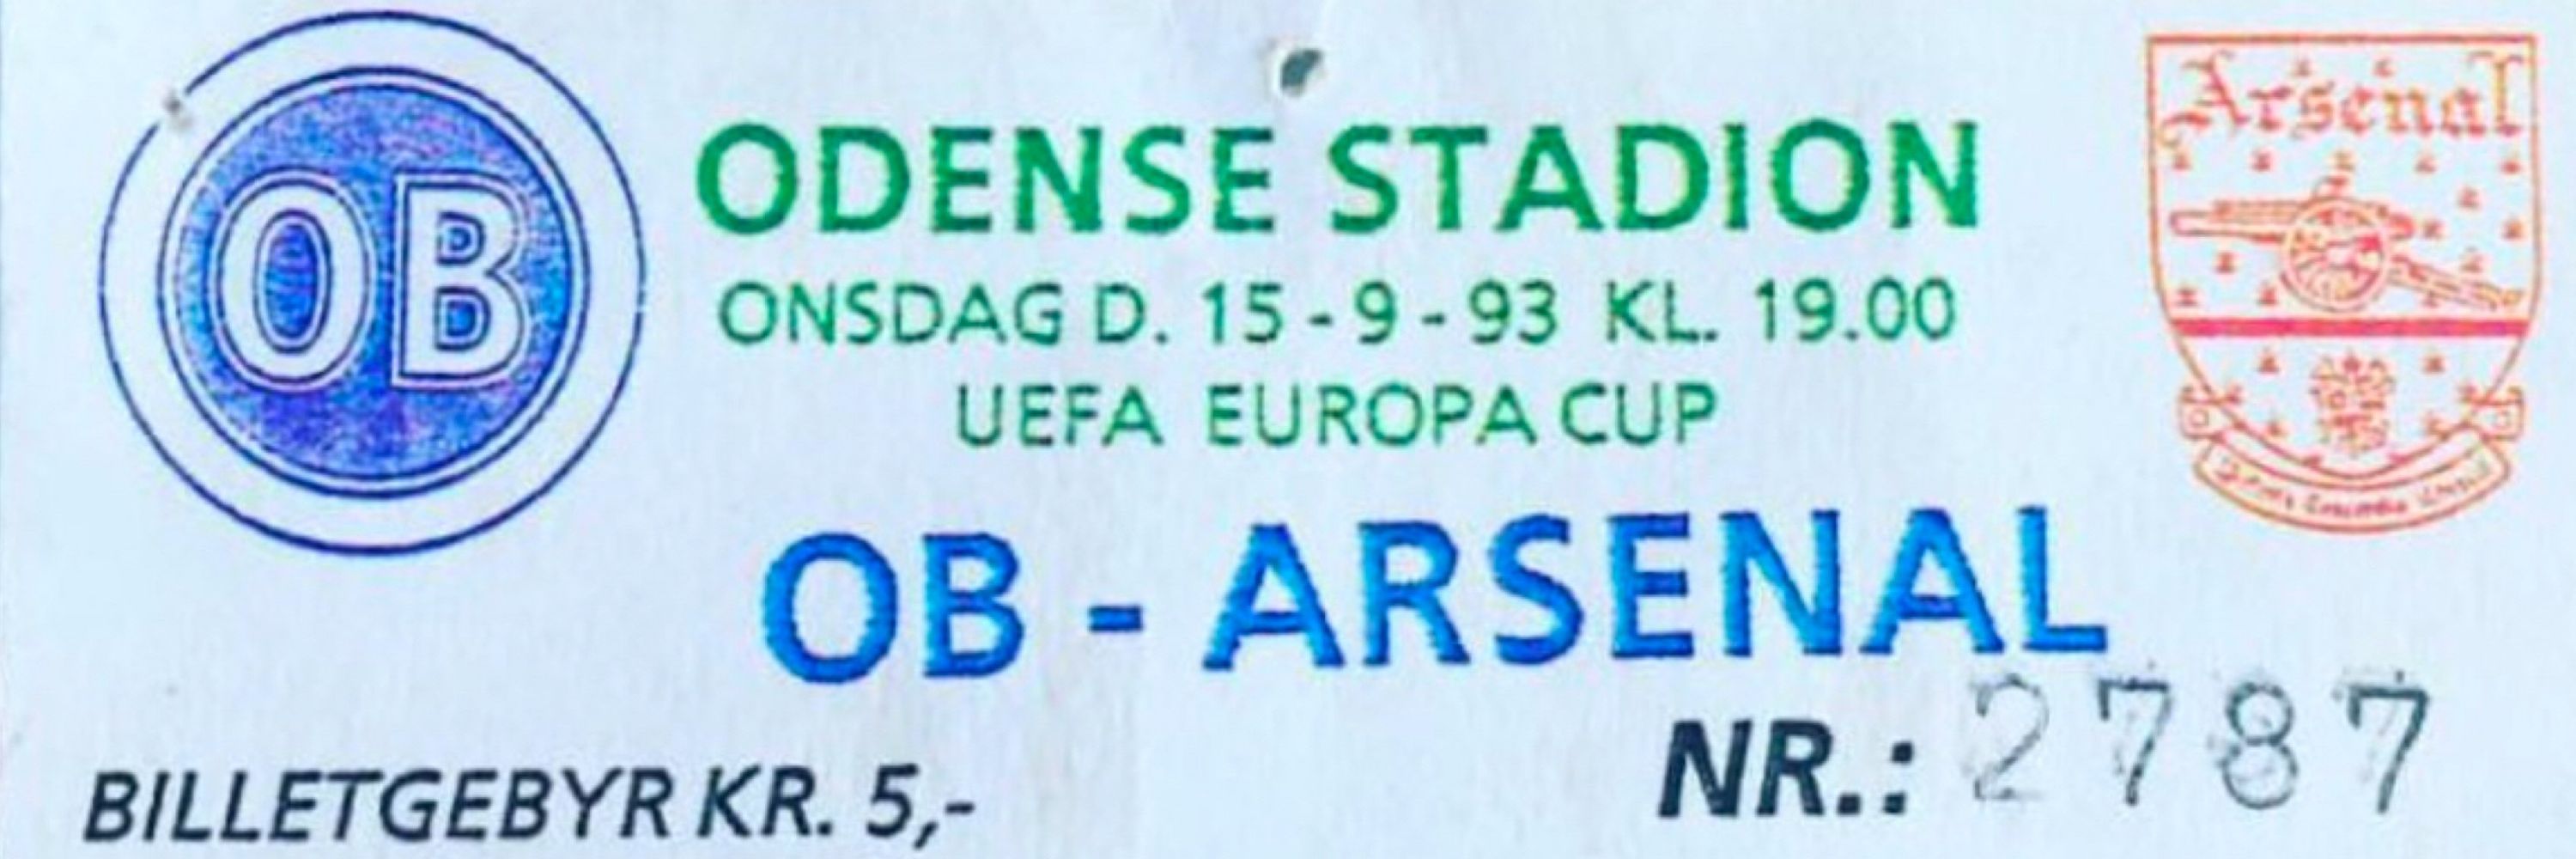 OB
ODENSE STADION
ONSDAG D. 15-9-93 KL. 19.00
UEFA EUROPA CUP
Arsenal
OB - ARSENAL
BILLETGEBYR KR. 5,-
NR.: 2787